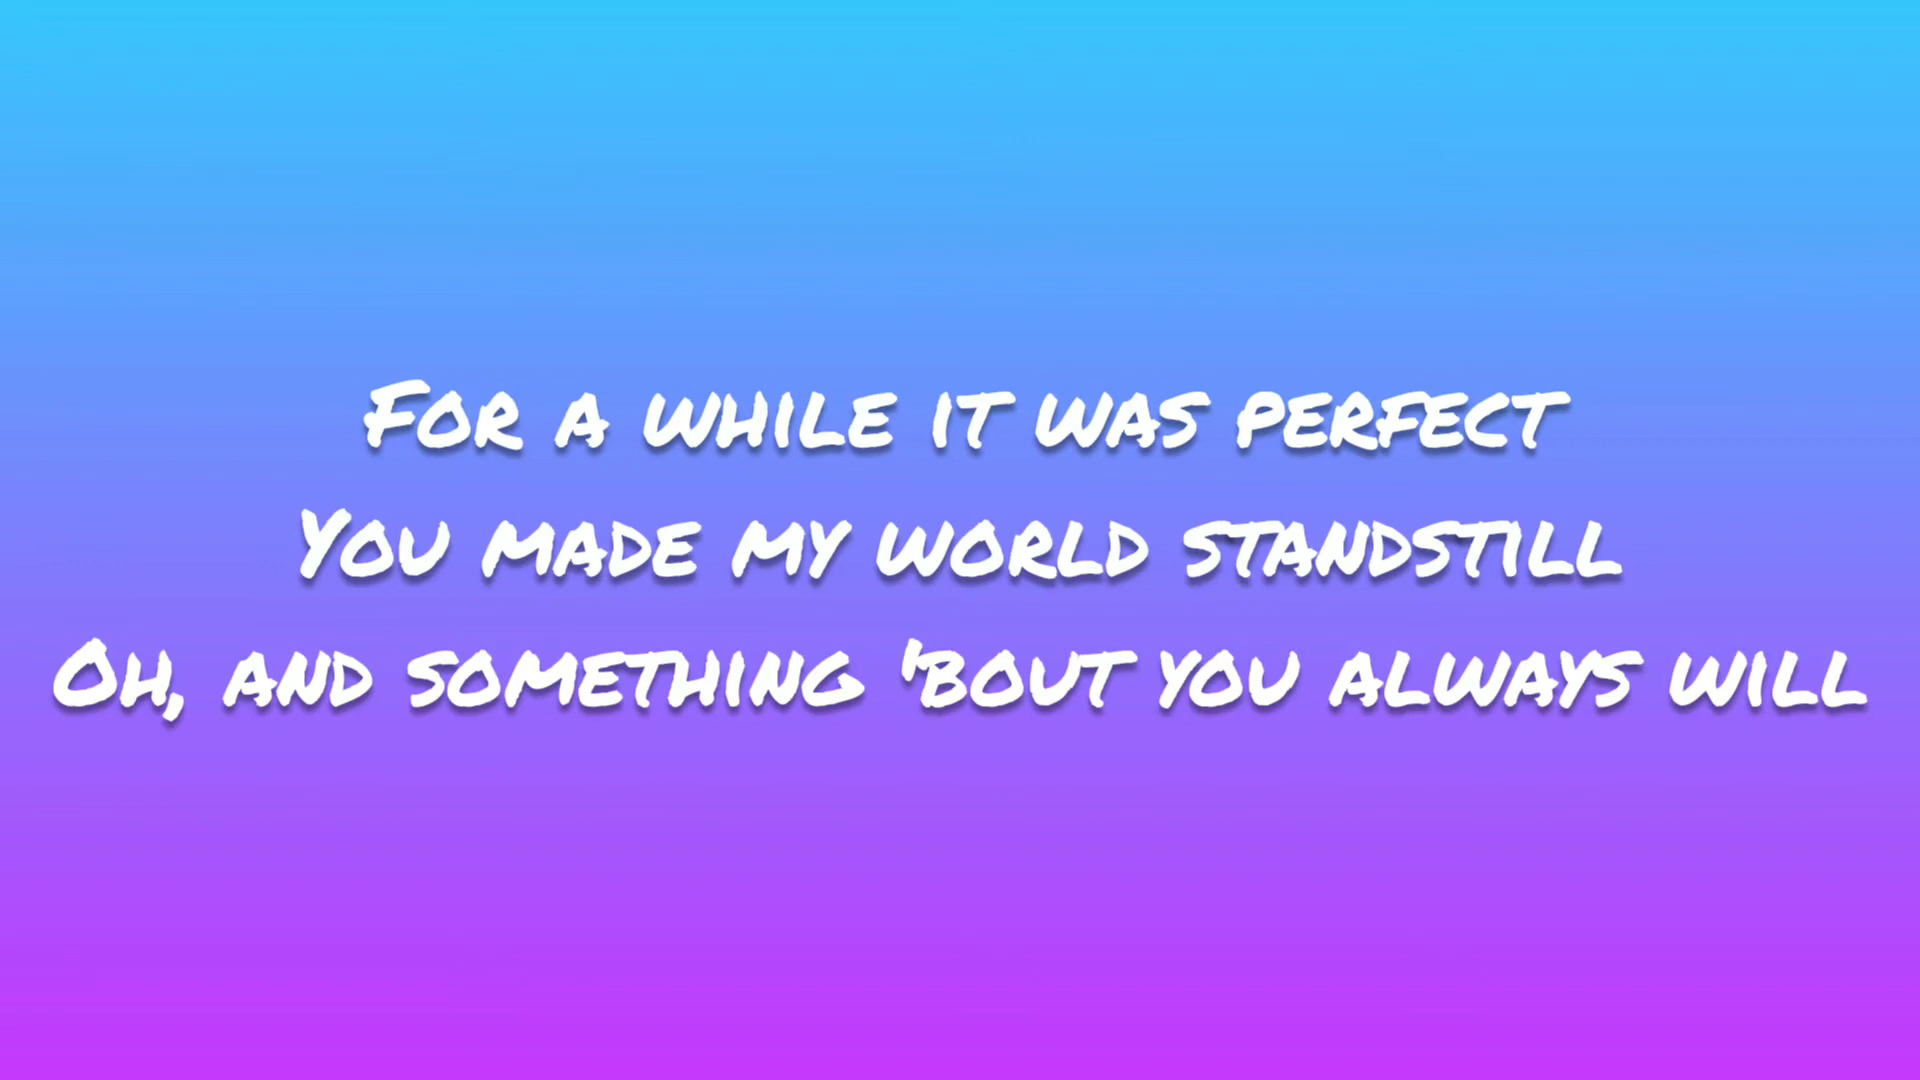 For a while it was perfect
You made my world standstill
Oh, and something 'bout you always will